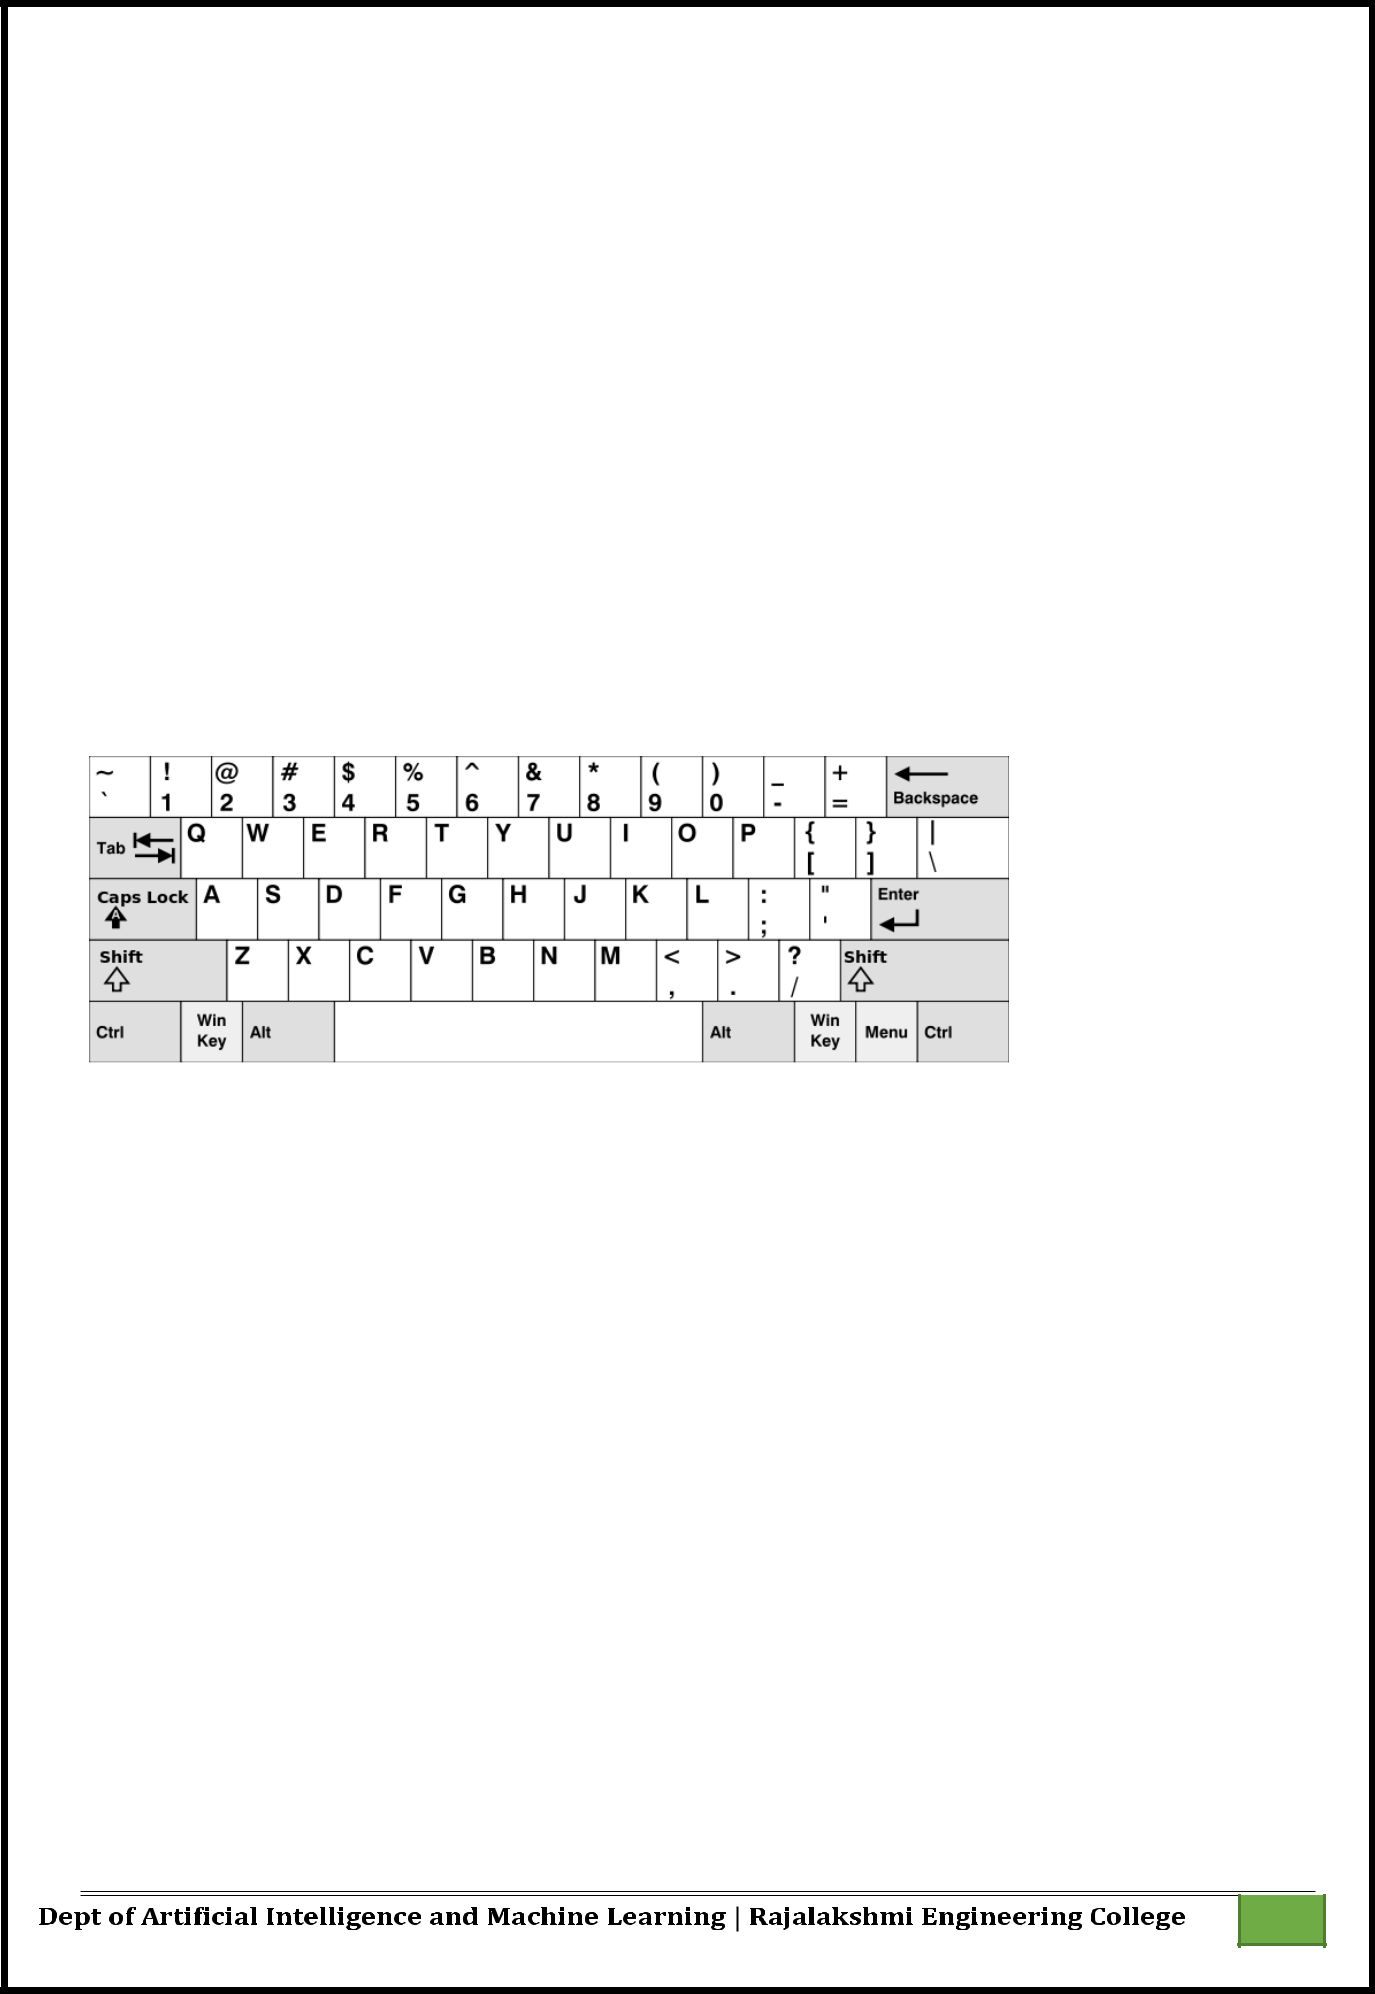 ~ ! @ # $ % ^ & * ( ) _ +
` 1 2 3 4 5 6 7 8 9 0 - = Backspace
Tab Q W E R T Y U I O P { } |
[ ] \
Caps Lock A S D F G H J K L : " Enter
A ; '
Shift Z X C V B N M < > ? Shift
, . /
Ctrl Win Key Alt Alt Win Key Menu Ctrl
Dept of Artificial Intelligence and Machine Learning | Rajalakshmi Engineering College